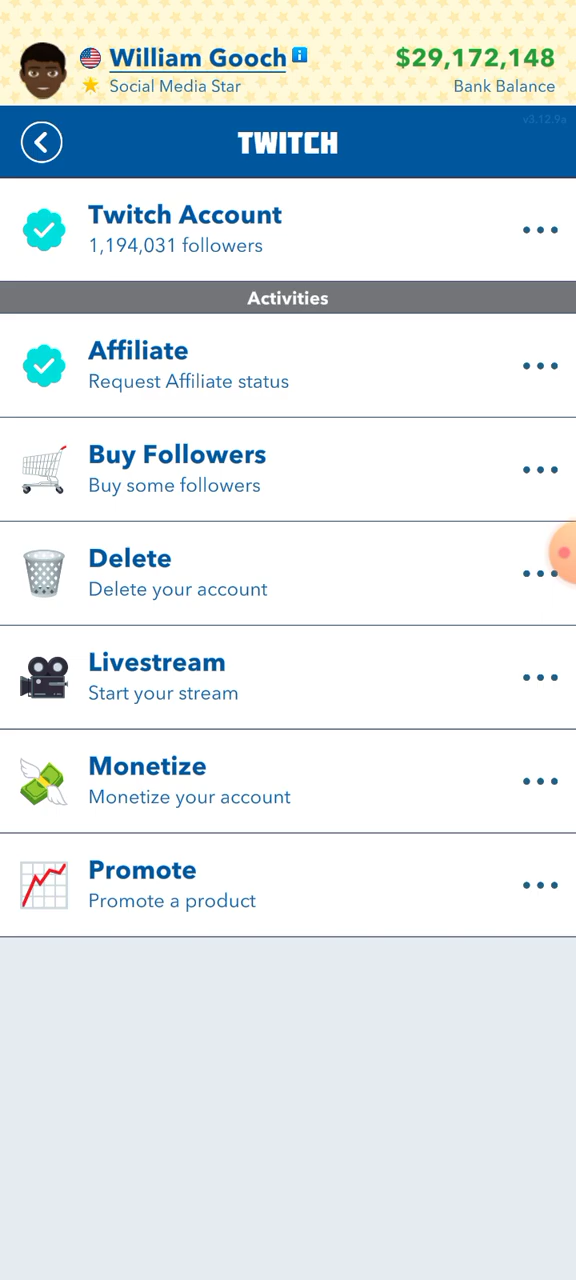 William Gooch
$29,172,148
Social Media Star
Bank Balance
v3.12.9a
TWITCH
Twitch Account
1,194,031 followers
Activities
Affiliate
Request Affiliate status
Buy Followers
Buy some followers
Delete
Delete your account
Livestream
Start your stream
Monetize
Monetize your account
Promote
Promote a product